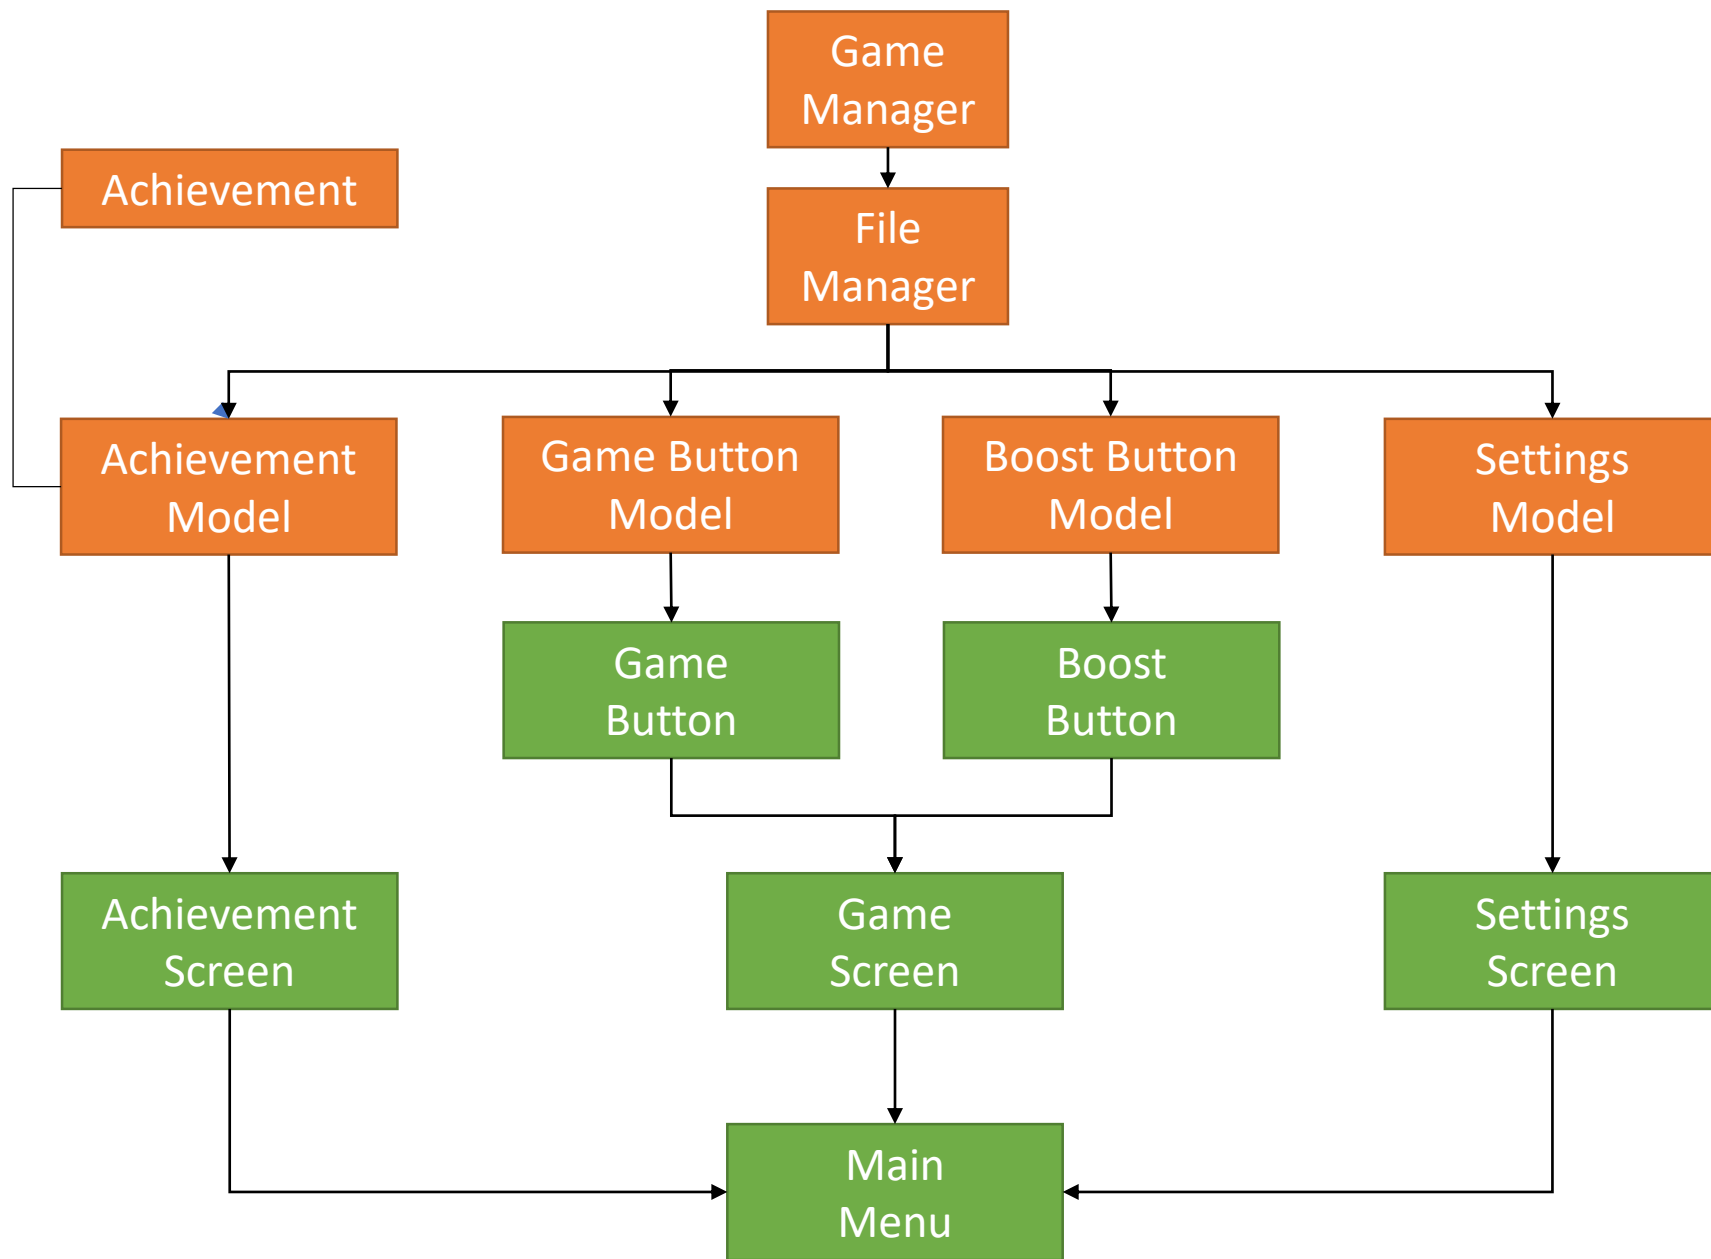 Game
Manager
Achievement
File
Manager
Achievement
Model
Game Button
Model
Boost Button
Model
Settings
Model
Game
Button
Boost
Button
Achievement
Screen
Game
Screen
Settings
Screen
Main
Menu